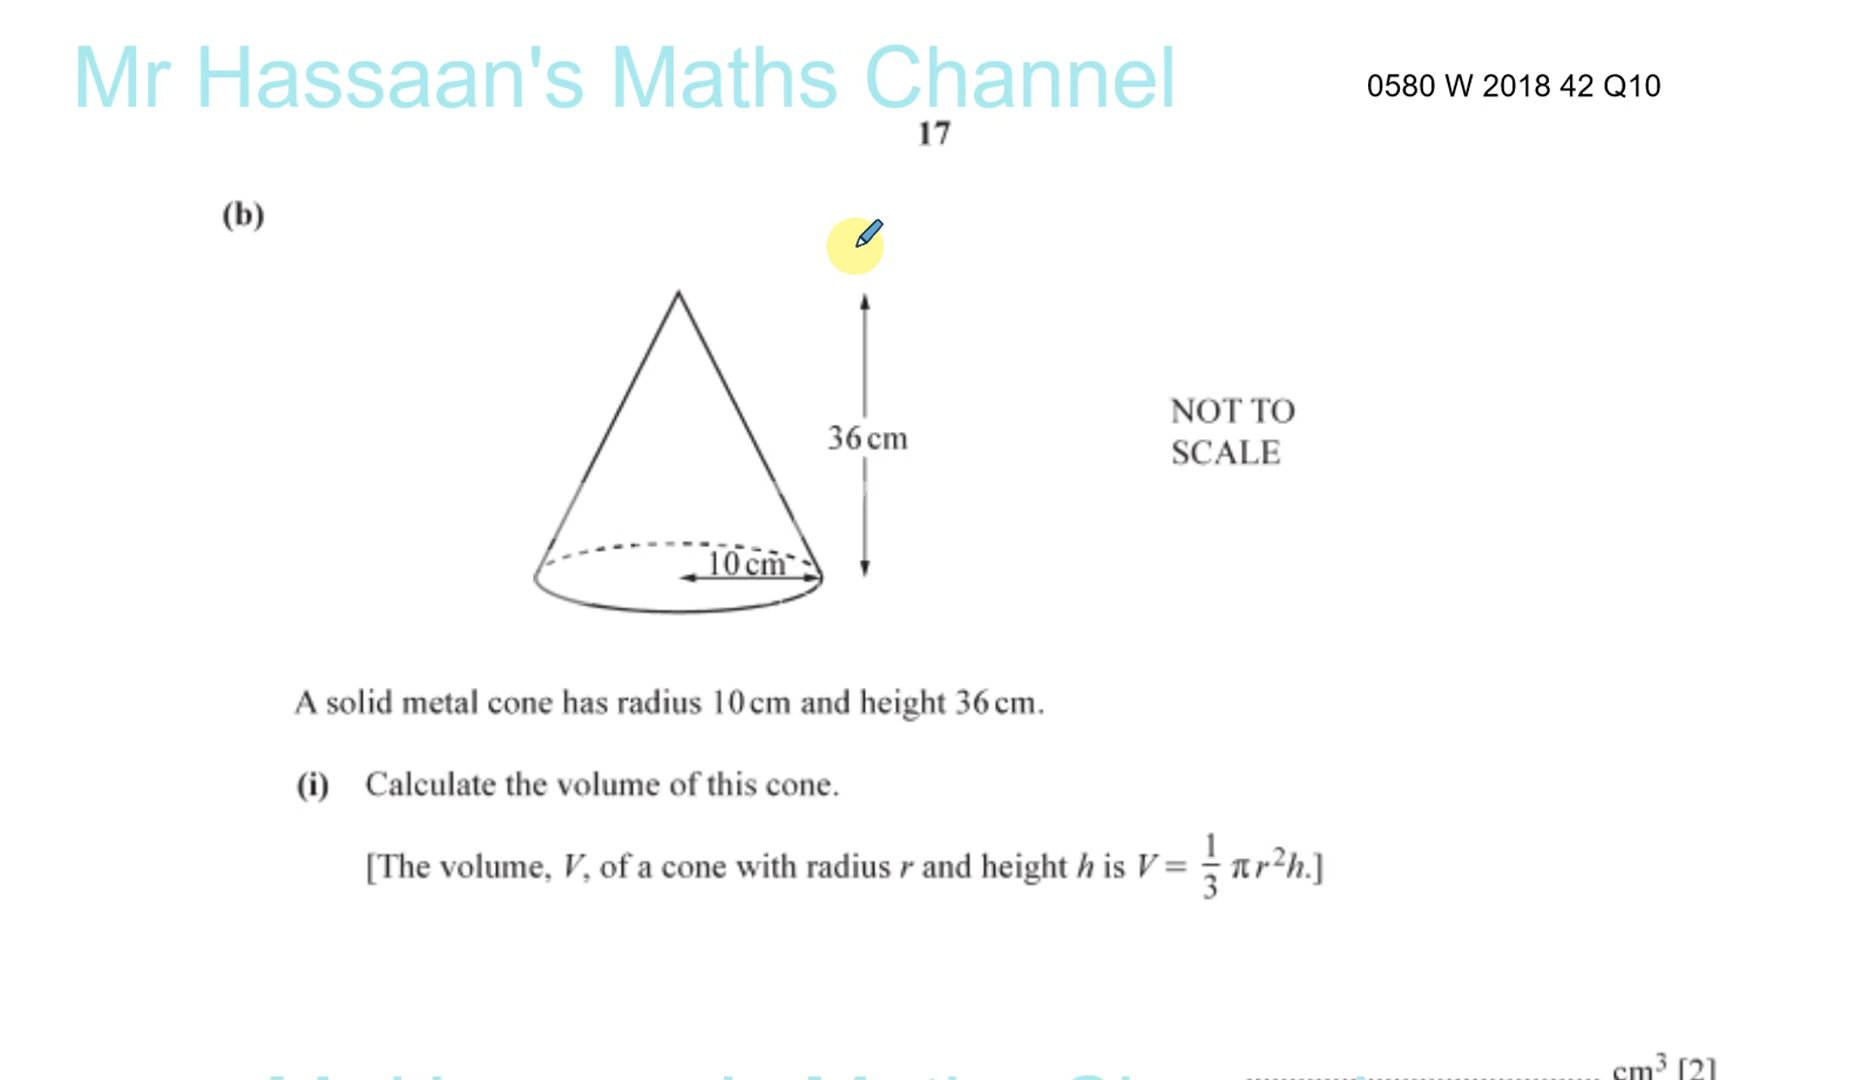 Mr Hassaan's Maths Channel
0580 W 2018 42 Q10
17
(b)
36 cm
NOT TO
SCALE
10 cm
A solid metal cone has radius 10 cm and height 36 cm.
(i) Calculate the volume of this cone.
[The volume, V, of a cone with radius r and height h is V = 1/3 πr²h.]
cm³ [2]